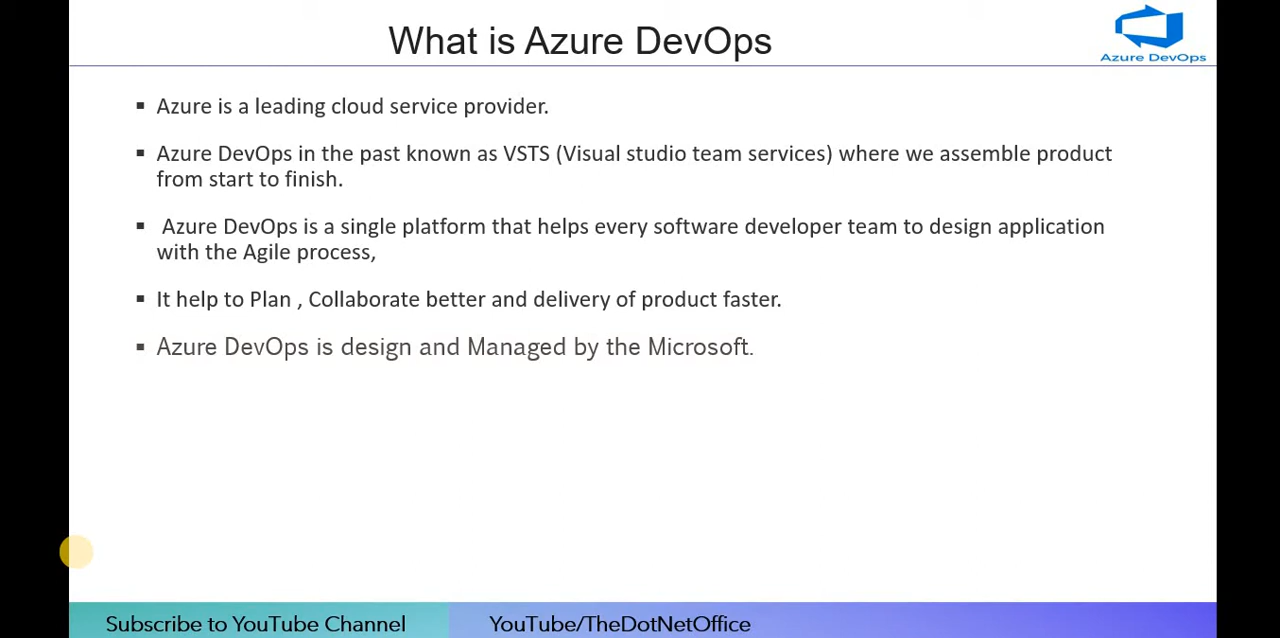 What is Azure DevOps
Azure DevOps
▪ Azure is a leading cloud service provider.
▪ Azure DevOps in the past known as VSTS (Visual studio team services) where we assemble product
from start to finish.
▪ Azure DevOps is a single platform that helps every software developer team to design application
with the Agile process,
▪ It help to Plan , Collaborate better and delivery of product faster.
▪ Azure DevOps is design and Managed by the Microsoft.
Subscribe to YouTube Channel YouTube/TheDotNetOffice